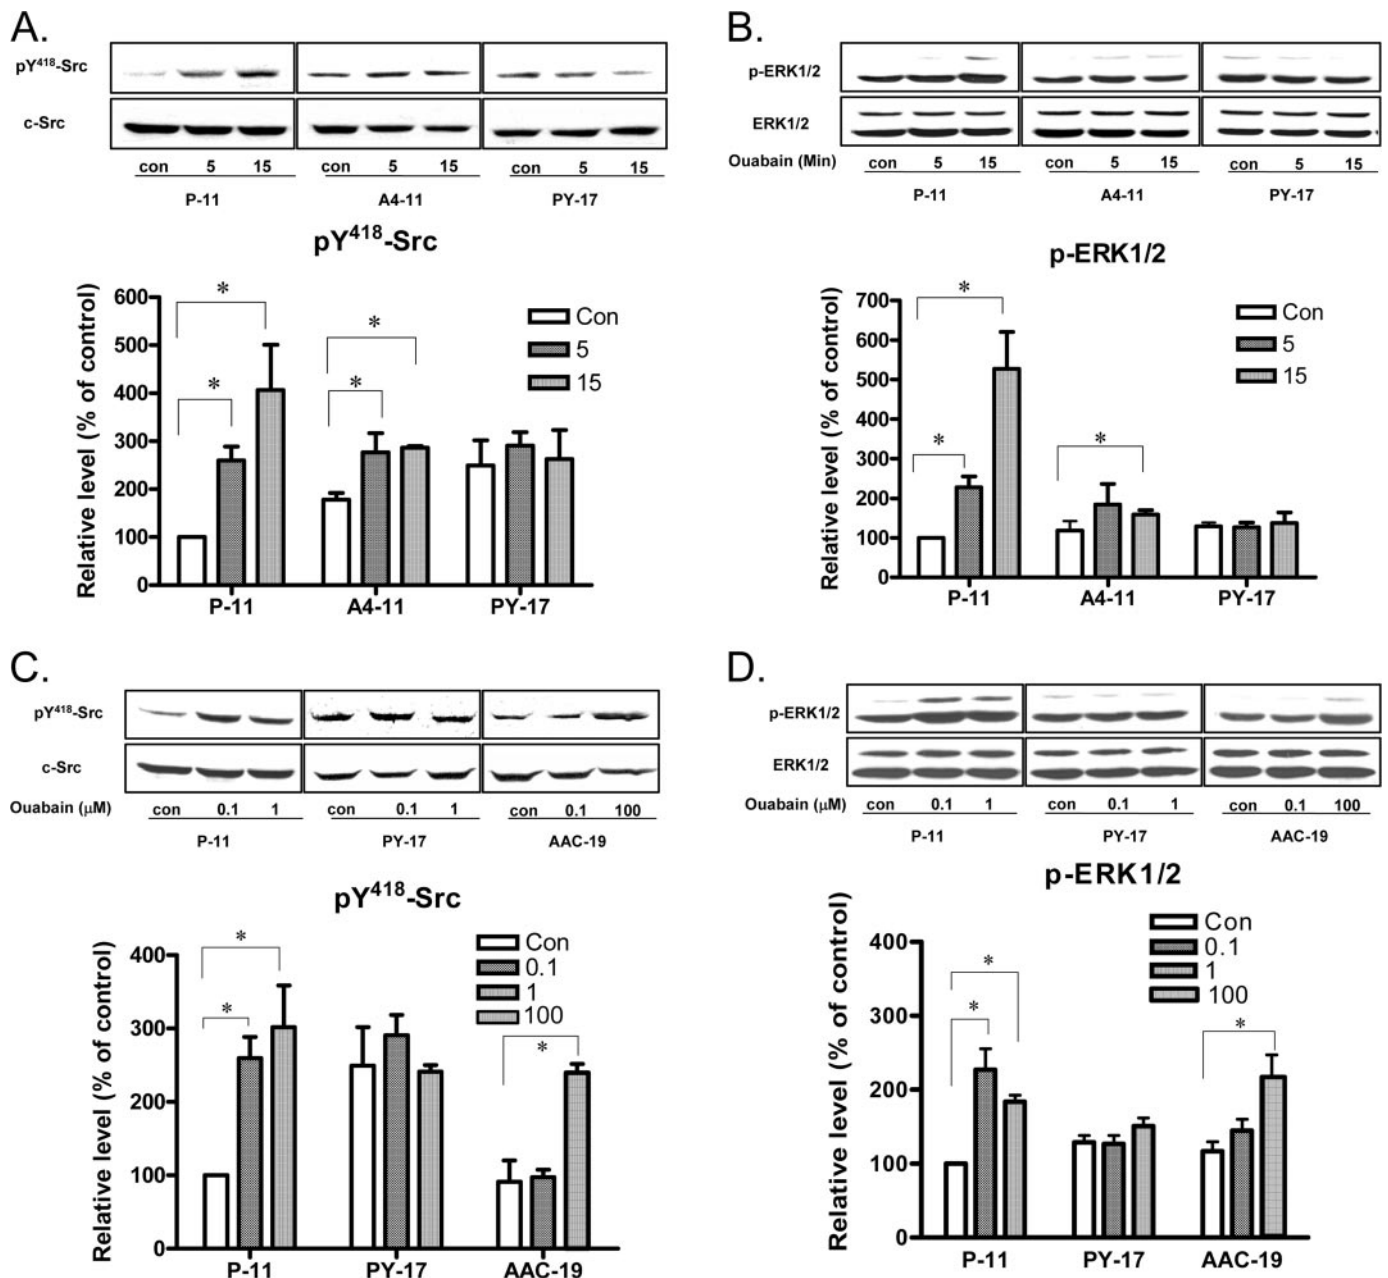 A.
pY418-Src
c-Src
con 5 15 con 5 15 con 5 15
P-11 A4-11 PY-17
pY418-Src
Relative level (% of control)
600
500
400
300
200
100
0
* * * *
Con
5
15
P-11 A4-11 PY-17
B.
p-ERK1/2
ERK1/2
Ouabain (Min) con 5 15 con 5 15 con 5 15
P-11 A4-11 PY-17
p-ERK1/2
Relative level (% of control)
700
600
500
400
300
200
100
0
* * *
Con
5
15
P-11 A4-11 PY-17
C.
pY418-Src
c-Src
Ouabain (μM) con 0.1 1 con 0.1 1 con 0.1 100
P-11 PY-17 AAC-19
pY418-Src
Relative level (% of control)
400
300
200
100
0
* * *
Con
0.1
1
100
P-11 PY-17 AAC-19
D.
p-ERK1/2
ERK1/2
Ouabain (μM) con 0.1 1 con 0.1 1 con 0.1 100
P-11 PY-17 AAC-19
p-ERK1/2
Relative level (% of control)
400
300
200
100
0
* * *
Con
0.1
1
100
P-11 PY-17 AAC-19